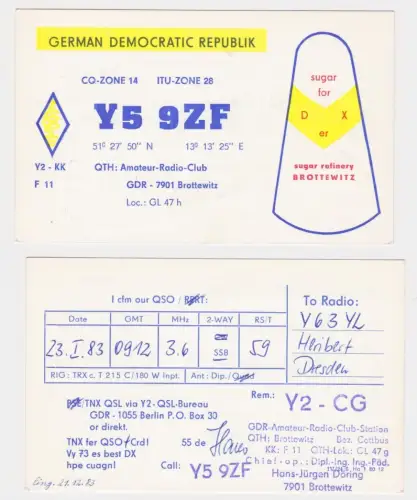 GERMAN DEMOCRATIC REPUBLIK
CQ-ZONE 14 ITU-ZONE 28
Y5 9ZF
51° 27' 50" N 13° 13' 25" E
Y2 - KK
F 11
QTH: Amateur-Radio-Club
GDR - 7901 Brottewitz
Loc.: GL 47 h
sugar
for
D X
er
sugar refinery
BROTTEWITZ
I cfm our QSO / RPRT:
Date GMT MHz 2-WAY RS/T
23. I. 83 0912 3.6 SSB 59
RIG: TRX c. T 215 C/180 W Inpt. Ant: Dip./
To Radio:
Y63YL
Heribert
Dresden
PSE/TNX QSL via Y2-QSL-Bureau
GDR - 1055 Berlin P.O. Box 30
or direkt.
TNX fer QSO + Crd!
Vy 73 es best DX
hpe cuagn!
55 de Hans
Call: Y5 9ZF
Rem.: Y2 - CG
GDR-Amateur-Radio-Club-Station
QTH: Brottewitz Bez. Cottbus
KK: F 11 QTH-Lok.: GL 47 g
Chief-op.: Dipl.-Ing. Ing.-Päd.
Hans-Jürgen Döring
7901 Brottewitz
Eing. 21.12.83